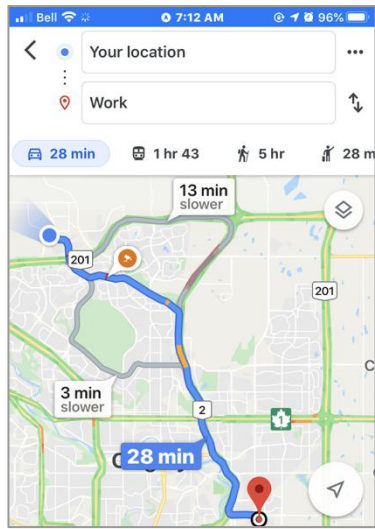 Bell 7:12 AM 96%
Your location
Work
28 min 1 hr 43 5 hr 28 m
13 min
slower
201
201
C
3 min
slower
2
1
28 min